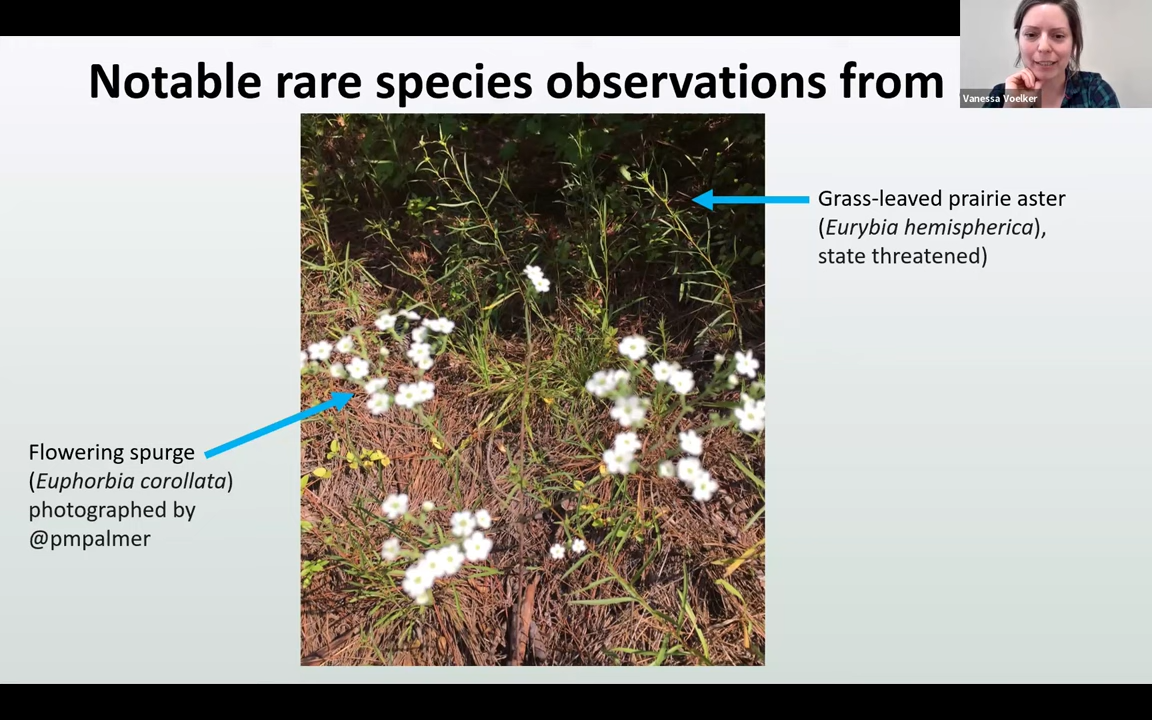 Notable rare species observations from
Vanessa Voelker
Grass-leaved prairie aster
(Eurybia hemispherica),
state threatened)
Flowering spurge
(Euphorbia corollata)
photographed by
@pmpalmer